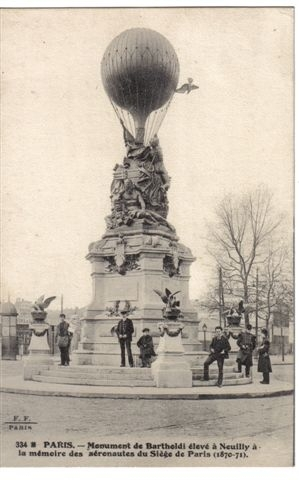 F. F.
PARIS
334 PARIS. — Monument de Bartholdi élevé à Neuilly à
la mémoire des aéronautes du Siège de Paris (1870-71).